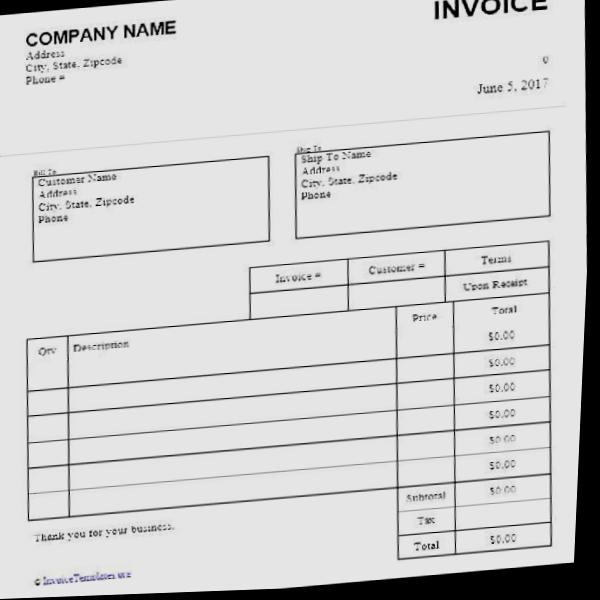 INVOICE
COMPANY NAME
Address
City, State, Zipcode
Phone #
0
June 5, 2017
Bill To
Customer Name
Address
City, State, Zipcode
Phone
Ship To
Ship To Name
Address
City, State, Zipcode
Phone
Invoice # Customer # Terms
Upon Receipt
Qty Description Price Total
$0.00
$0.00
$0.00
$0.00
$0.00
$0.00
Subtotal $0.00
Tax
Total $0.00
Thank you for your business.
© InvoiceTemplates.org